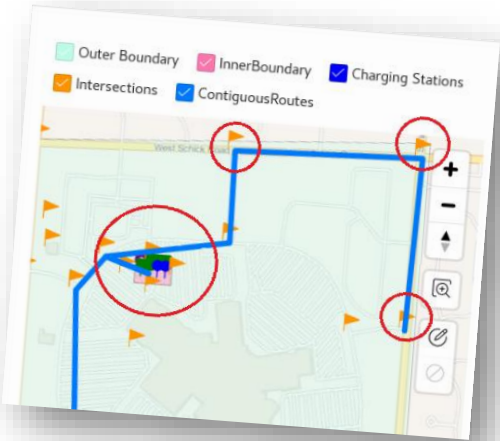 Outer Boundary InnerBoundary Charging Stations
Intersections ContiguousRoutes
West Schick Road